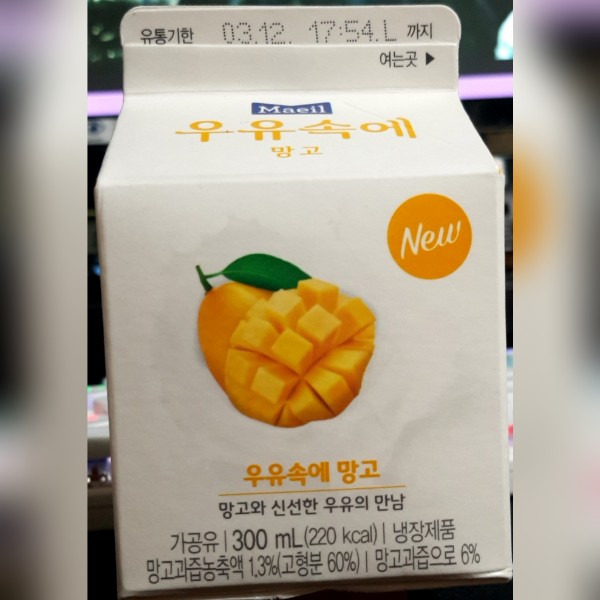 유통기한 03.12. 17:54.L 까지
여는곳 ▶
Maeil
우유속에
망고
New
우유속에 망고
망고와 신선한 우유의 만남
가공유 | 300 mL(220 kcal) | 냉장제품
망고과즙농축액 1.3%(고형분 60%) | 망고과즙으로 6%